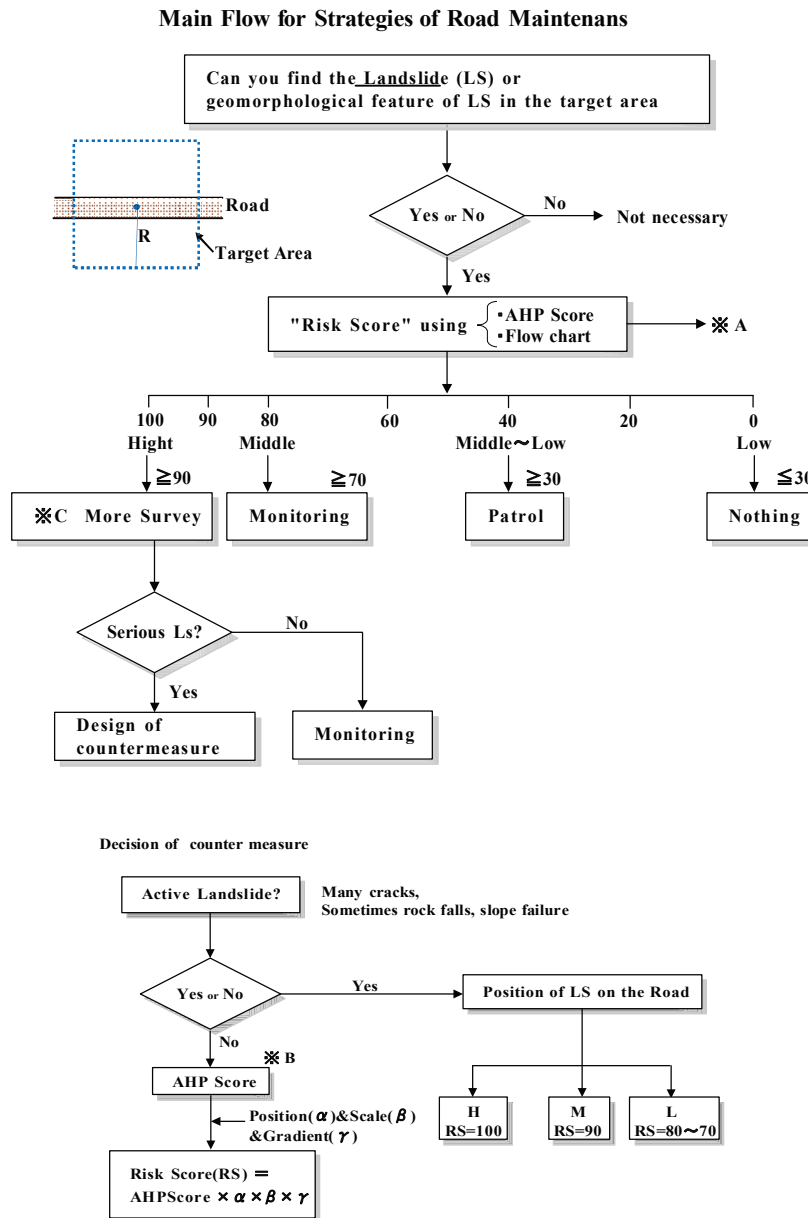 Main Flow for Strategies of Road Maintenans
Can you find the Landslide (LS) or
geomorphological feature of LS in the target area
Road
R
Target Area
Yes or No
No
Not necessary
Yes
"Risk Score" using
・AHP Score
・Flow chart
※ A
100
90
80
60
40
20
0
Hight
Middle
Middle～Low
Low
≧90
≧70
≧30
≦30
※C More Survey
Monitoring
Patrol
Nothing
Serious Ls?
No
Yes
Design of
countermeasure
Monitoring
Decision of counter measure
Active Landslide?
Many cracks,
Sometimes rock falls, slope failure
Yes or No
Yes
Position of LS on the Road
No
※ B
AHP Score
Position(α)&Scale(β)
&Gradient(γ)
H
RS=100
M
RS=90
L
RS=80～70
Risk Score(RS) ＝
AHPScore × α × β × γ